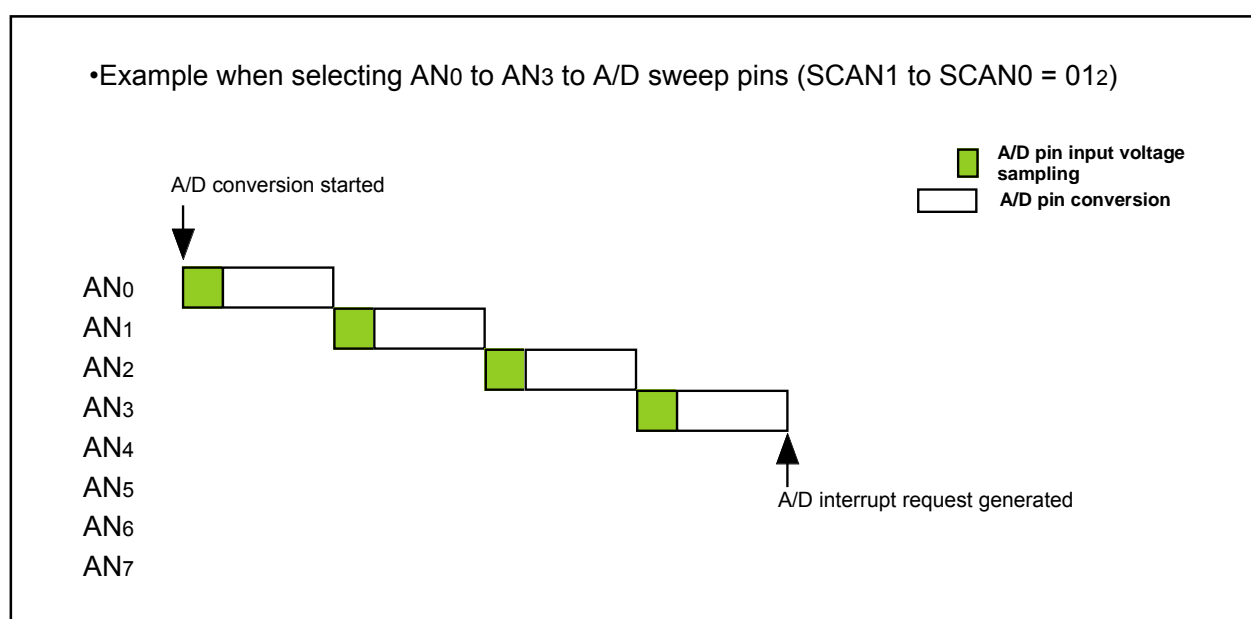 •Example when selecting AN0 to AN3 to A/D sweep pins (SCAN1 to SCAN0 = 012)
A/D pin input voltage
sampling
A/D conversion started
A/D pin conversion
AN0
AN1
AN2
AN3
AN4
AN5
A/D interrupt request generated
AN6
AN7